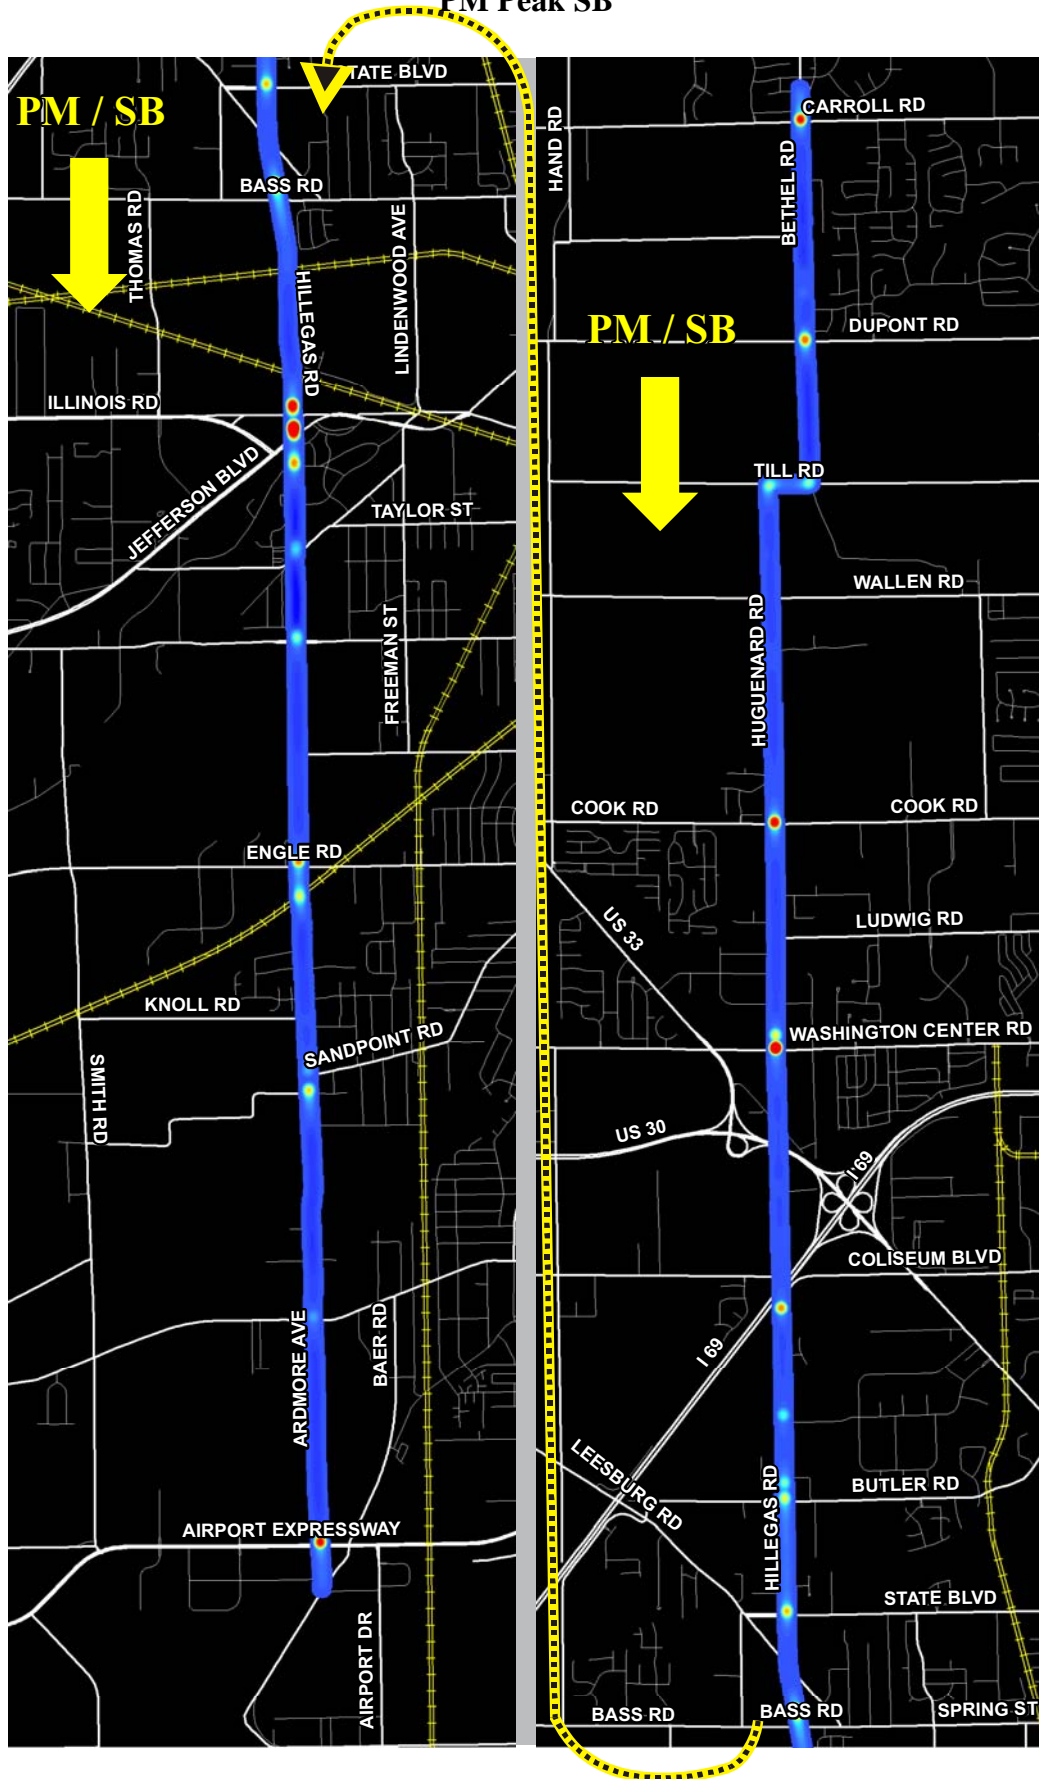 PM Peak SB
TATE BLVD
PM / SB
BASS RD
THOMAS RD
LINDENWOOD AVE
HILLEGAS RD
ILLINOIS RD
JEFFERSON BLVD
TAYLOR ST
FREEMAN ST
ENGLE RD
KNOLL RD
SANDPOINT RD
SMITH RD
ARDMORE AVE
BAER RD
AIRPORT EXPRESSWAY
AIRPORT DR
CARROLL RD
HAND RD
BETHEL RD
DUPONT RD
PM / SB
TILL RD
WALLEN RD
HUGUENARD RD
COOK RD
COOK RD
US 33
LUDWIG RD
WASHINGTON CENTER RD
US 30
I 69
COLISEUM BLVD
I 69
LEESBURG RD
HILLEGAS RD
BUTLER RD
STATE BLVD
BASS RD
BASS RD
SPRING ST